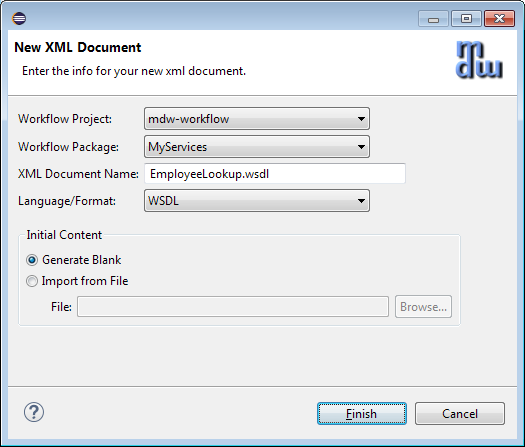 New XML Document
Enter the info for your new xml document.
mdw
Workflow Project: mdw-workflow
Workflow Package: MyServices
XML Document Name: EmployeeLookup.wsdl
Language/Format: WSDL
Initial Content
Generate Blank
Import from File
File: Browse...
? Finish Cancel